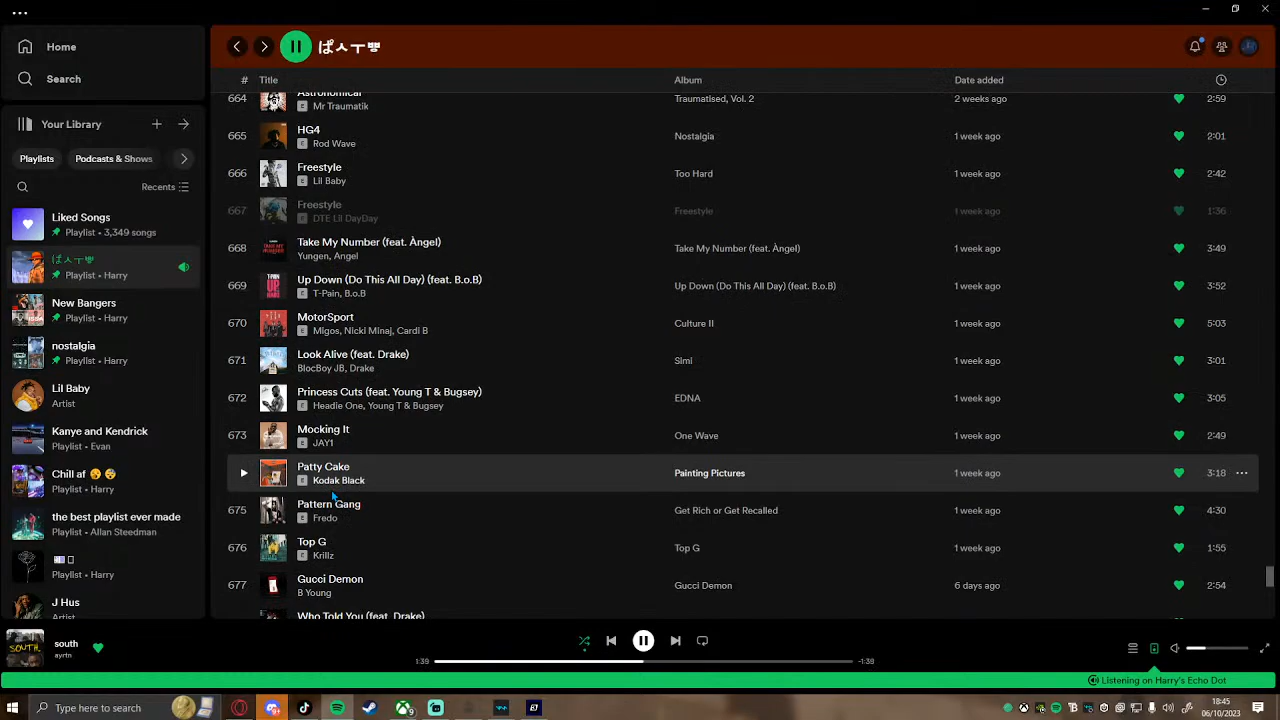 ぱㅅㅜ뿅
Home
Search
# Title Album Date added
664 Astronomical Mr Traumatik Traumatised, Vol. 2 2 weeks ago 2:59
665 HG4 E Rod Wave Nostalgia 1 week ago 2:01
666 Freestyle E Lil Baby Too Hard 1 week ago 2:42
667 Freestyle E DTE Lil DayDay Freestyle 1 week ago 1:36
668 Take My Number (feat. Àngel) Yungen, Angel Take My Number (feat. Àngel) 1 week ago 3:49
669 Up Down (Do This All Day) (feat. B.o.B) E T-Pain, B.o.B Up Down (Do This All Day) (feat. B.o.B) 1 week ago 3:52
670 MotorSport E Migos, Nicki Minaj, Cardi B Culture II 1 week ago 5:03
671 Look Alive (feat. Drake) BlocBoy JB, Drake Simi 1 week ago 3:01
672 Princess Cuts (feat. Young T & Bugsey) E Headie One, Young T & Bugsey EDNA 1 week ago 3:05
673 Mocking It E JAY1 One Wave 1 week ago 2:49
Patty Cake E Kodak Black Painting Pictures 1 week ago 3:18
675 Pattern Gang E Fredo Get Rich or Get Recalled 1 week ago 4:30
676 Top G E Krillz Top G 1 week ago 1:55
677 Gucci Demon B Young Gucci Demon 6 days ago 2:54
Who Told You (feat. Drake)
Your Library
Playlists Podcasts & Shows
Recents
Liked Songs
Playlist • 3,349 songs
Playlist • Harry
New Bangers
Playlist • Harry
nostalgia
Playlist • Harry
Lil Baby
Artist
Kanye and Kendrick
Playlist • Evan
Chill af 😮‍💨 🥺
Playlist • Harry
the best playlist ever made
Playlist • Allan Steedman
Playlist • Harry
J Hus
Artist
SOUTH.
south
ayrtn
1:39 -1:38
Listening on Harry's Echo Dot
Type here to search
18:45
06/10/2023